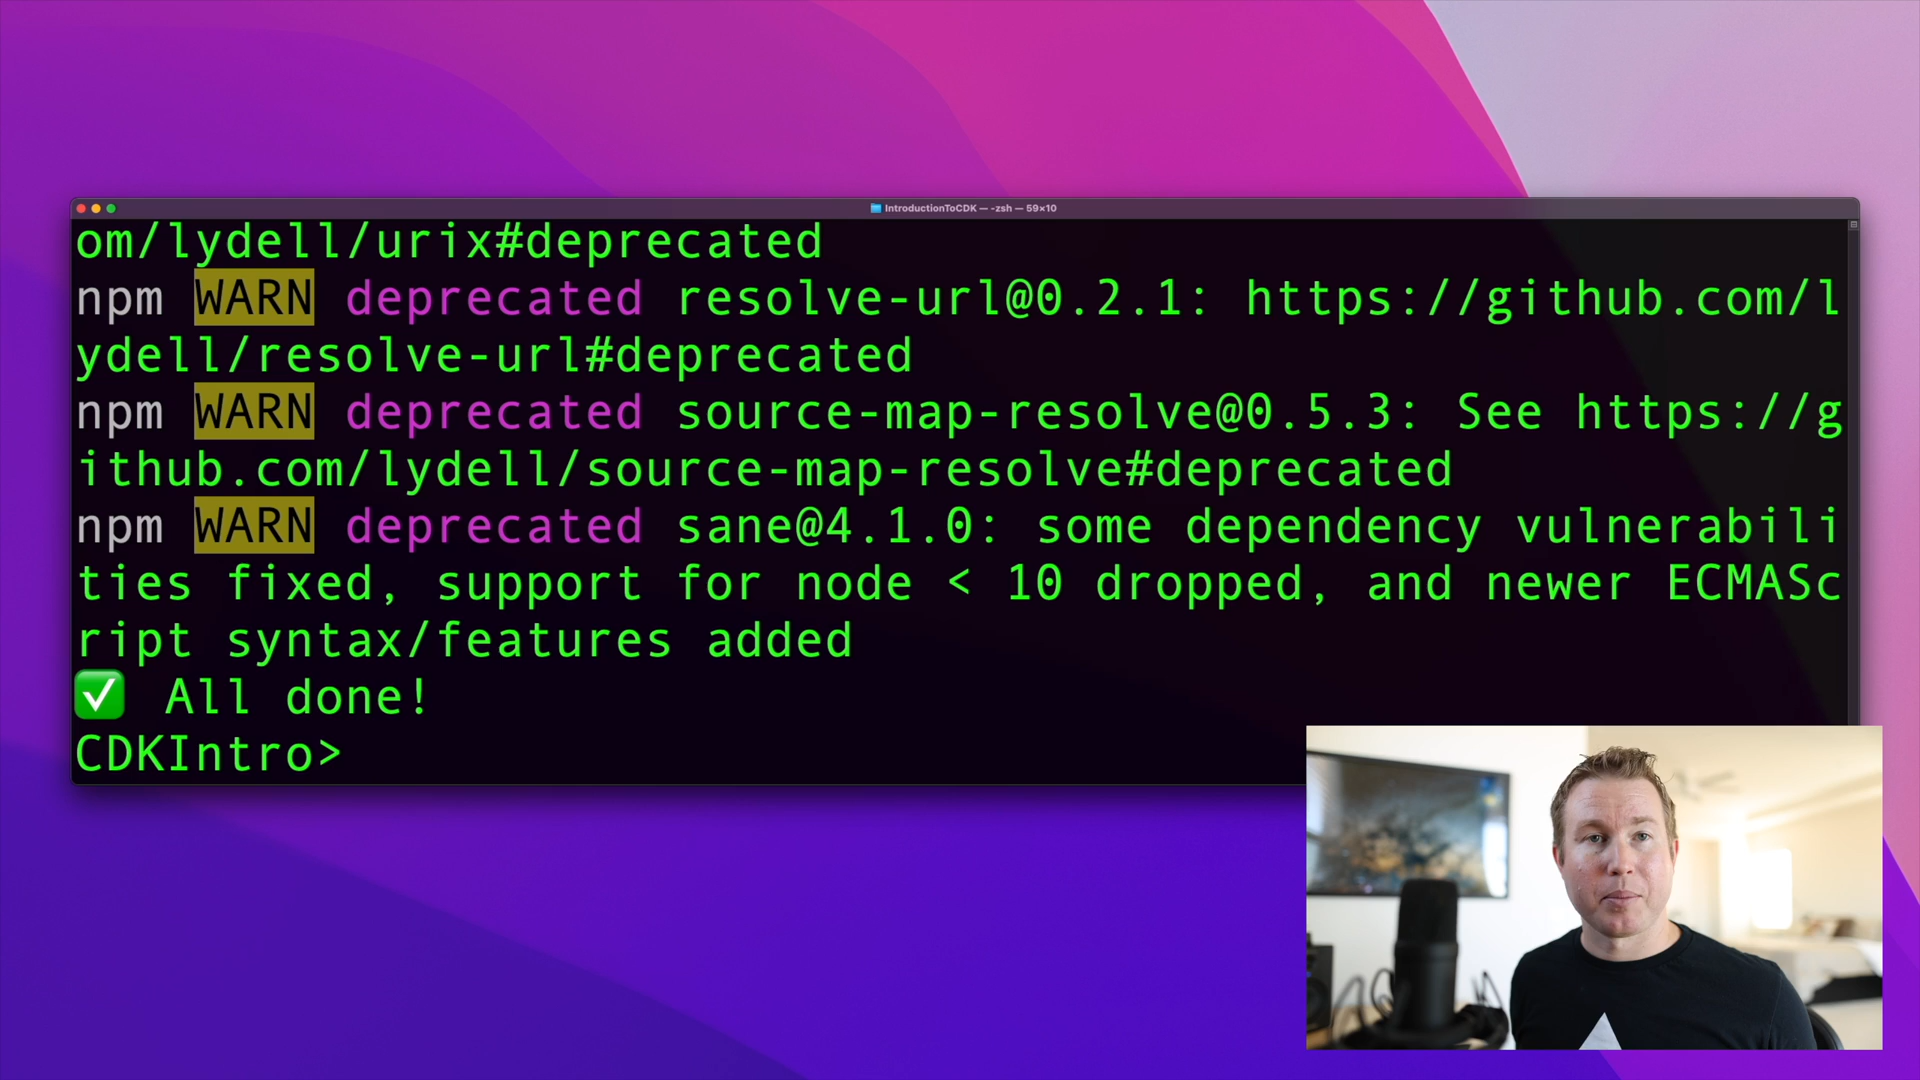 IntroductionToCDK — -zsh — 59×10
om/lydell/urix#deprecated
npm WARN deprecated resolve-url@0.2.1: https://github.com/l
ydell/resolve-url#deprecated
npm WARN deprecated source-map-resolve@0.5.3: See https://g
ithub.com/lydell/source-map-resolve#deprecated
npm WARN deprecated sane@4.1.0: some dependency vulnerabili
ties fixed, support for node < 10 dropped, and newer ECMASc
ript syntax/features added
✅ All done!
CDKIntro>